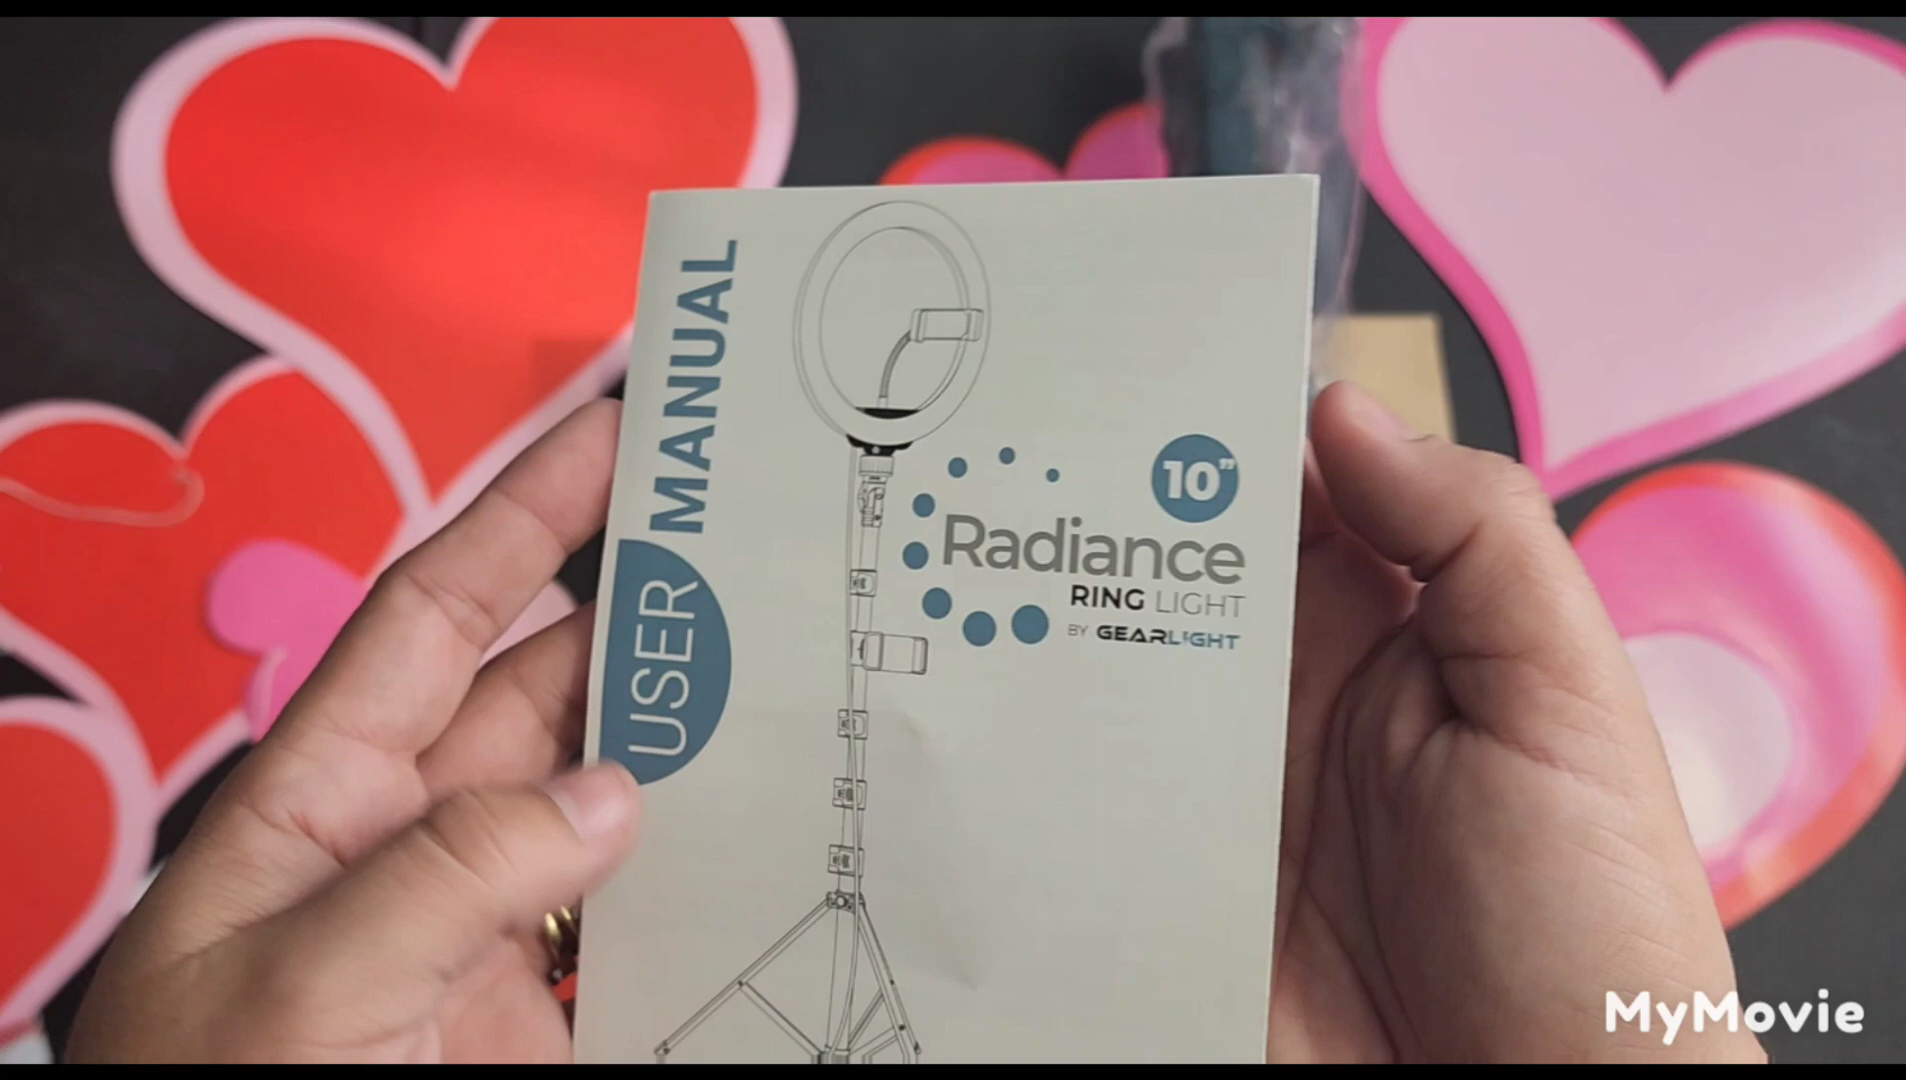 USER MANUAL
10"
Radiance
RING LIGHT
BY GEARLIGHT
MyMovie